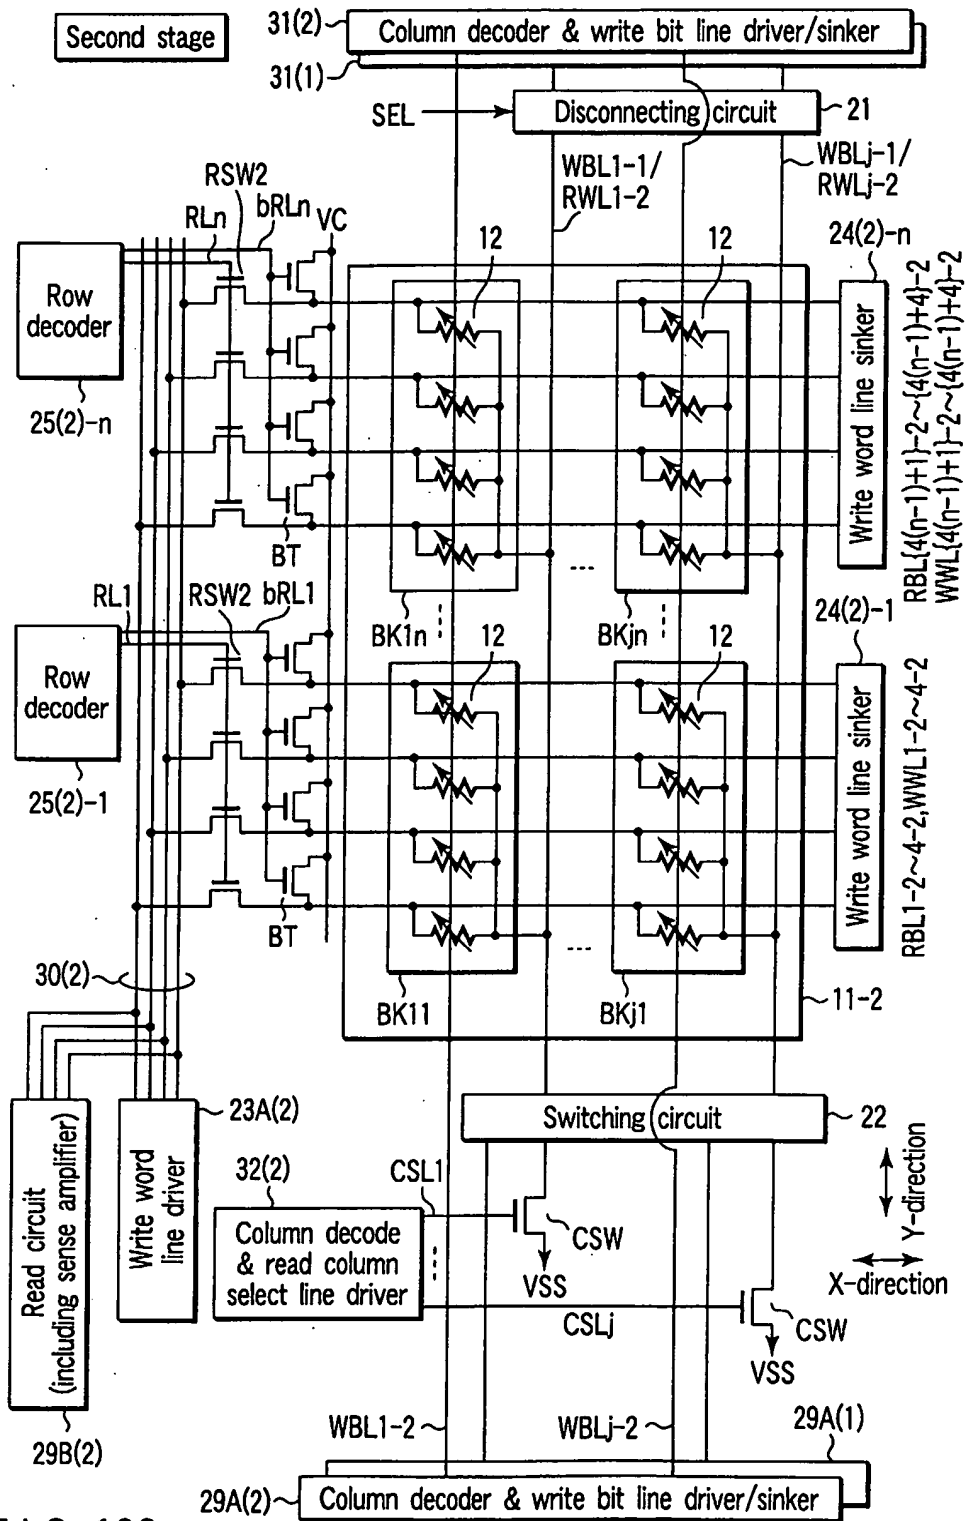 Second stage
31(2)
Column decoder & write bit line driver/sinker
31(1)
SEL
Disconnecting circuit
21
WBL1-1/
RWL1-2
WBLj-1/
RWLj-2
RSW2
RLn
bRLn
VC
12
12
24(2)-n
Row
decoder
25(2)-n
BT
Write word line sinker
RBL{4(n-1)+1}-2~{4(n-1)+4}-2
WWL{4(n-1)+1}-2~{4(n-1)+4}-2
...
BK1n
BKjn
RL1
RSW2
bRL1
12
12
24(2)-1
Row
decoder
25(2)-1
BT
Write word line sinker
RBL1-2~4-2,WWL1-2~4-2
...
30(2)
BK11
BKj1
11-2
23A(2)
Read circuit
(including sense amplifier)
29B(2)
Write word
line driver
Switching circuit
22
32(2)
Column decode
& read column
select line driver
CSL1
CSW
VSS
CSLj
CSW
VSS
Y-direction
X-direction
WBL1-2
WBLj-2
29A(1)
29A(2)
Column decoder & write bit line driver/sinker